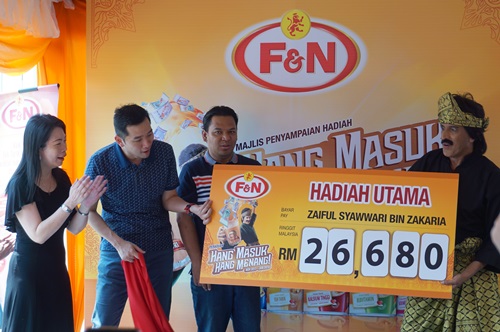 F&N
MAJLIS PENYAMPAIAN HADIAH
HANG MASUK
F&N
HANG MASUK
HANG MENANG!
HADIAH UTAMA
BAYAR
PAY
ZAIFUL SYAWWARI BIN ZAKARIA
RINGGIT
MALAYSIA
RM 26,680